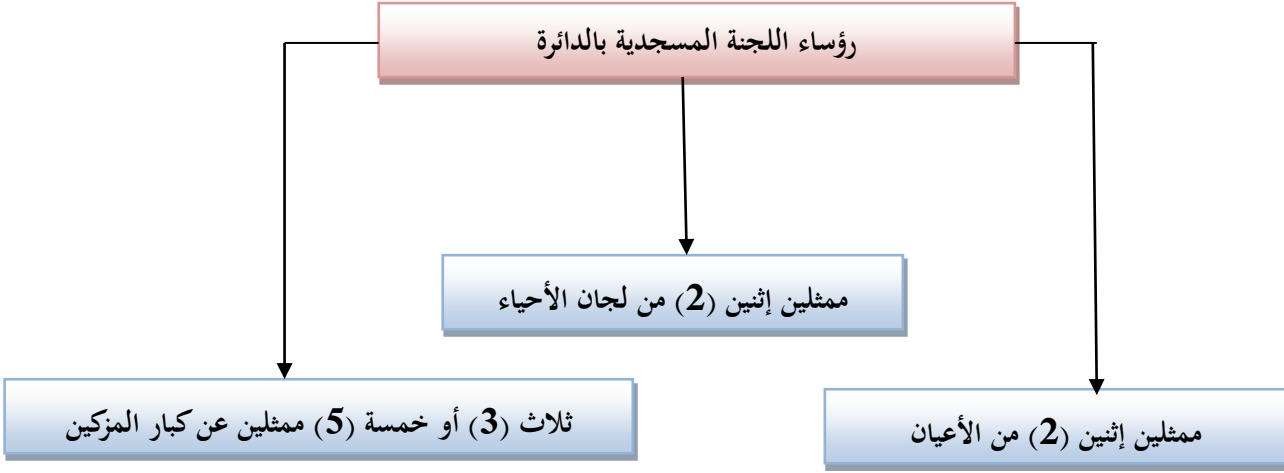 رؤساء اللجنة المسجدية بالدائرة
ممثلين إثنين (2) من لجان الأحياء
ممثلين إثنين (2) من الأعيان
ثلاث (3) أو خمسة (5) ممثلين عن كبار المزكين